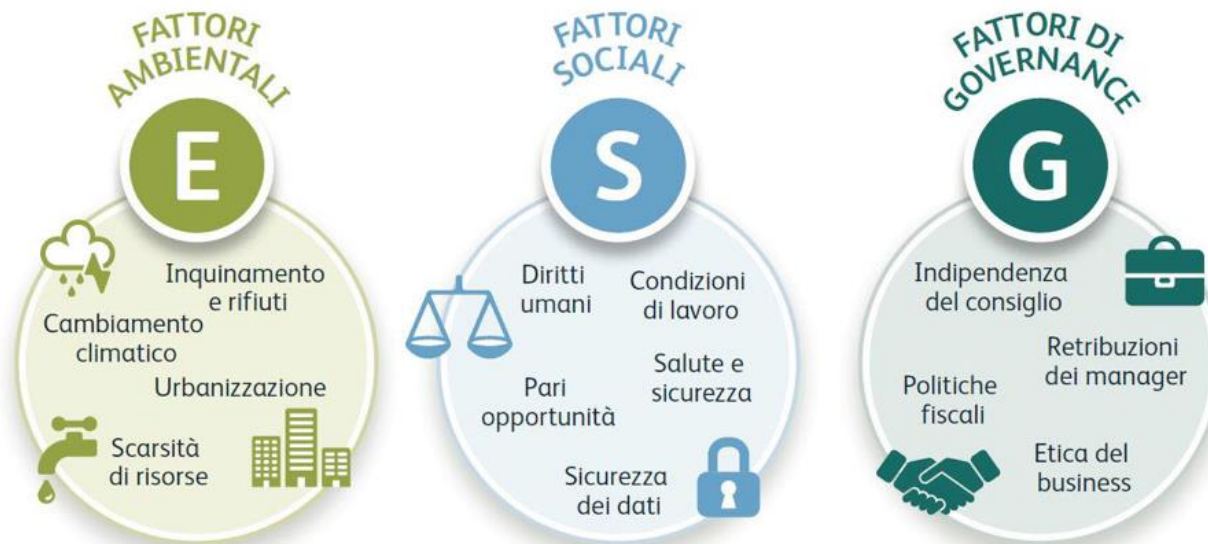 FATTORI
AMBIENTALI
E
Inquinamento
e rifiuti
Cambiamento
climatico
Urbanizzazione
Scarsità
di risorse
FATTORI
SOCIALI
S
Diritti
umani
Condizioni
di lavoro
Salute e
sicurezza
Pari
opportunità
Sicurezza
dei dati
FATTORI DI
GOVERNANCE
G
Indipendenza
del consiglio
Retribuzioni
dei manager
Politiche
fiscali
Etica del
business